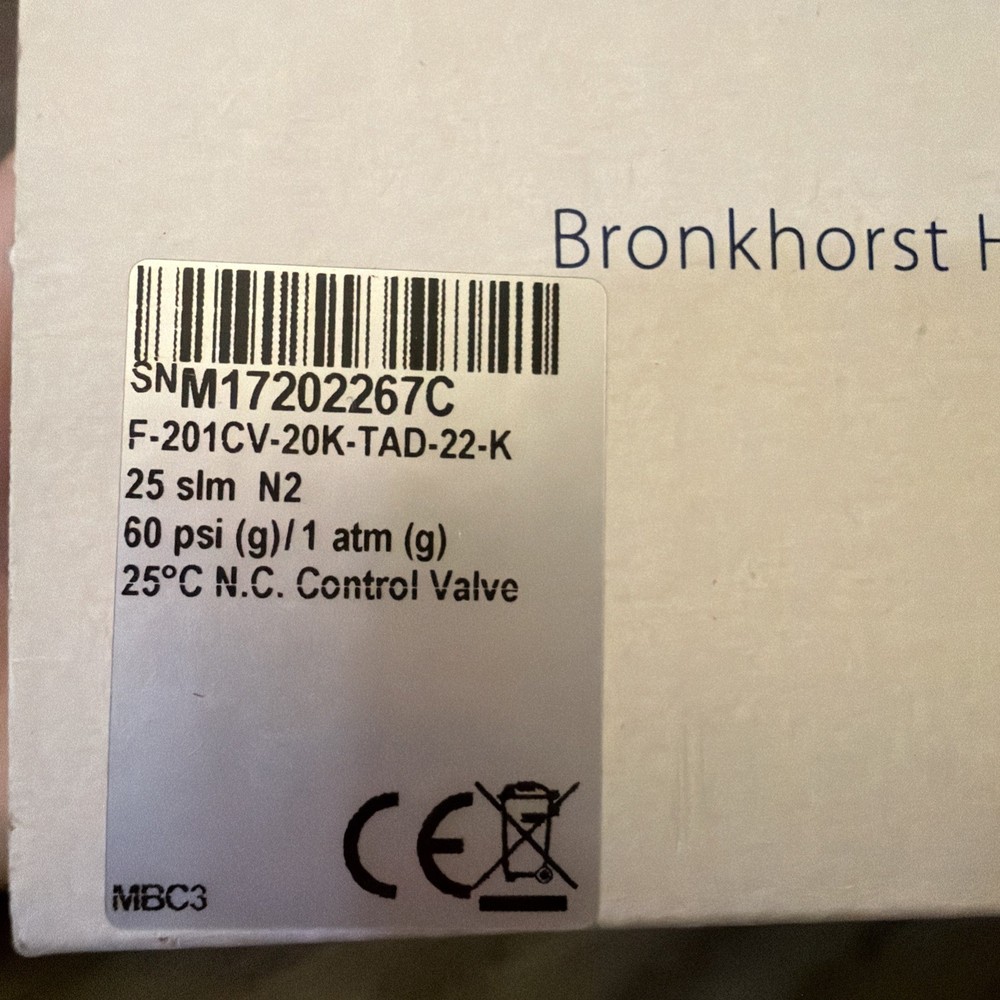 Bronkhorst H
SNM17202267C
F-201CV-20K-TAD-22-K
25 slm N2
60 psi (g)/1 atm (g)
25°C N.C. Control Valve
CE
MBC3